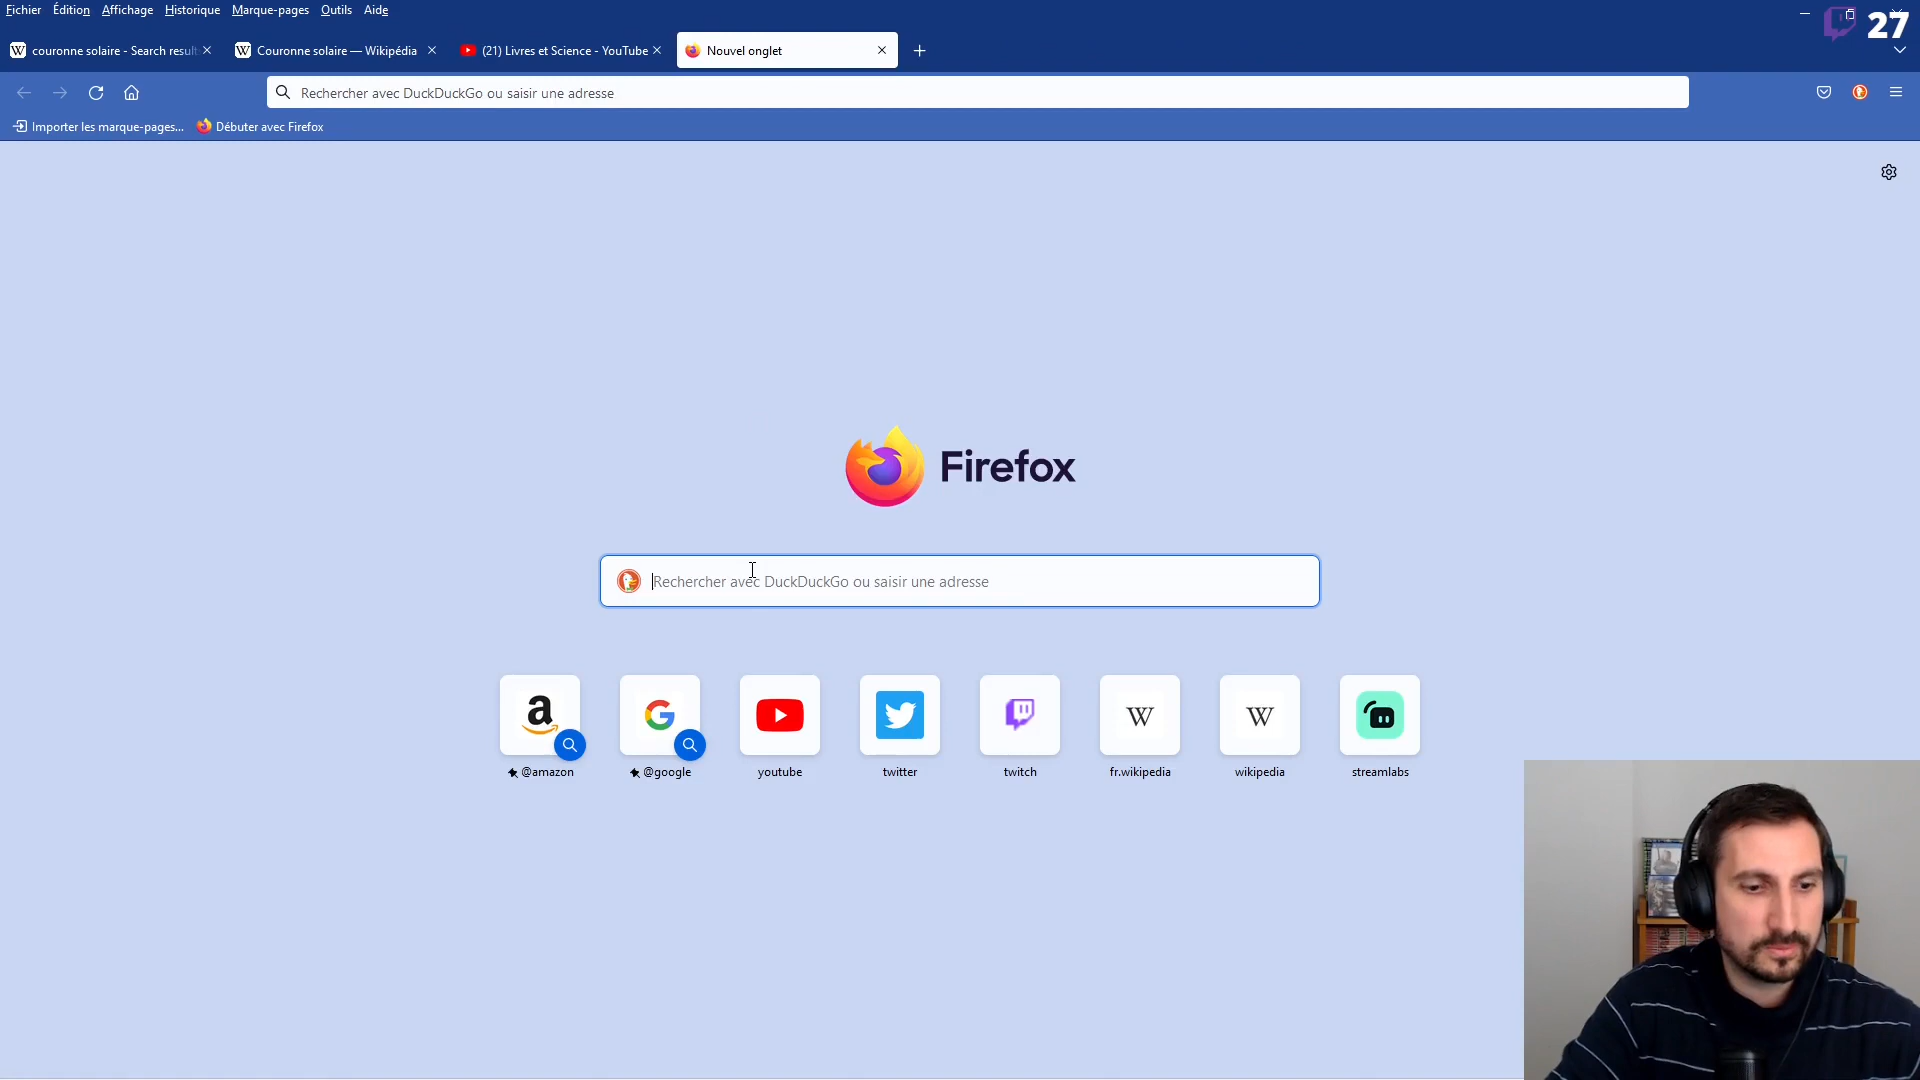 Fichier Édition Affichage Historique Marque-pages Outils Aide
27
couronne solaire - Search result
Couronne solaire — Wikipédia
(21) Livres et Science - YouTube
Nouvel onglet
Rechercher avec DuckDuckGo ou saisir une adresse
Importer les marque-pages...
Débuter avec Firefox
Firefox
Rechercher avec DuckDuckGo ou saisir une adresse
@amazon
@google
youtube
twitter
twitch
fr.wikipedia
wikipedia
streamlabs